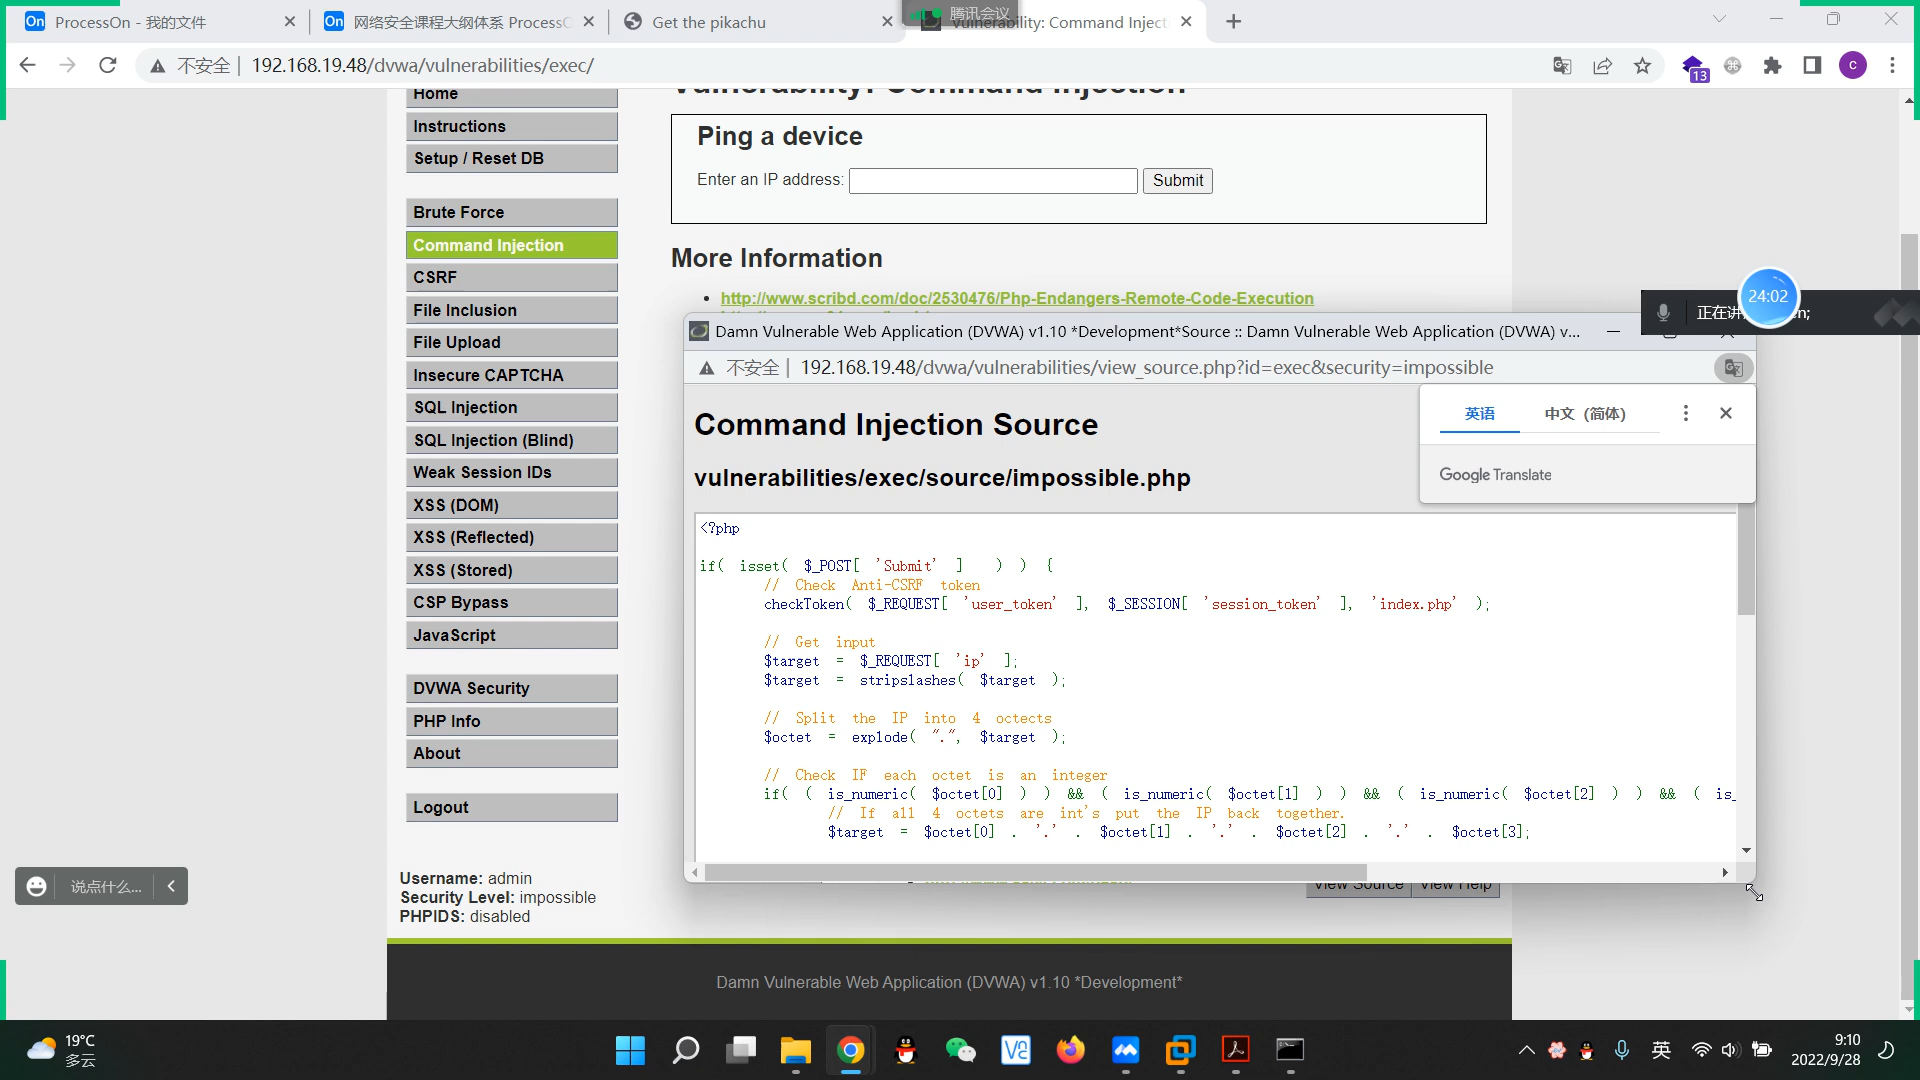 ProcessOn - 我的文件
网络安全课程大纲体系 ProcessO
Get the pikachu
腾讯会议
Vulnerability: Command Inject
不安全
192.168.19.48/dvwa/vulnerabilities/exec/
13
c
Vulnerability: Command Injection
Home
Instructions
Setup / Reset DB
Brute Force
Command Injection
CSRF
File Inclusion
File Upload
Insecure CAPTCHA
SQL Injection
SQL Injection (Blind)
Weak Session IDs
XSS (DOM)
XSS (Reflected)
XSS (Stored)
CSP Bypass
JavaScript
DVWA Security
PHP Info
About
Logout
Ping a device
Enter an IP address:
Submit
More Information
http://www.scribd.com/doc/2530476/Php-Endangers-Remote-Code-Execution
正在讲
24:02
n;
Damn Vulnerable Web Application (DVWA) v1.10 *Development*Source :: Damn Vulnerable Web Application (DVWA) v...
不安全
192.168.19.48/dvwa/vulnerabilities/view_source.php?id=exec&security=impossible
英语
中文（简体）
Google Translate
Command Injection Source
vulnerabilities/exec/source/impossible.php
<?php
if( isset( $_POST[ 'Submit' ] ) ) {
// Check Anti-CSRF token
checkToken( $_REQUEST[ 'user_token' ], $_SESSION[ 'session_token' ], 'index.php' );
// Get input
$target = $_REQUEST[ 'ip' ];
$target = stripslashes( $target );
// Split the IP into 4 octects
$octet = explode( ".", $target );
// Check IF each octet is an integer
if( ( is_numeric( $octet[0] ) ) && ( is_numeric( $octet[1] ) ) && ( is_numeric( $octet[2] ) ) && ( is_
// If all 4 octets are int's put the IP back together.
$target = $octet[0] . '.' . $octet[1] . '.' . $octet[2] . '.' . $octet[3];
View Source
View Help
说点什么...
Username: admin
Security Level: impossible
PHPIDS: disabled
Damn Vulnerable Web Application (DVWA) v1.10 *Development*
19°C
多云
英
9:10
2022/9/28